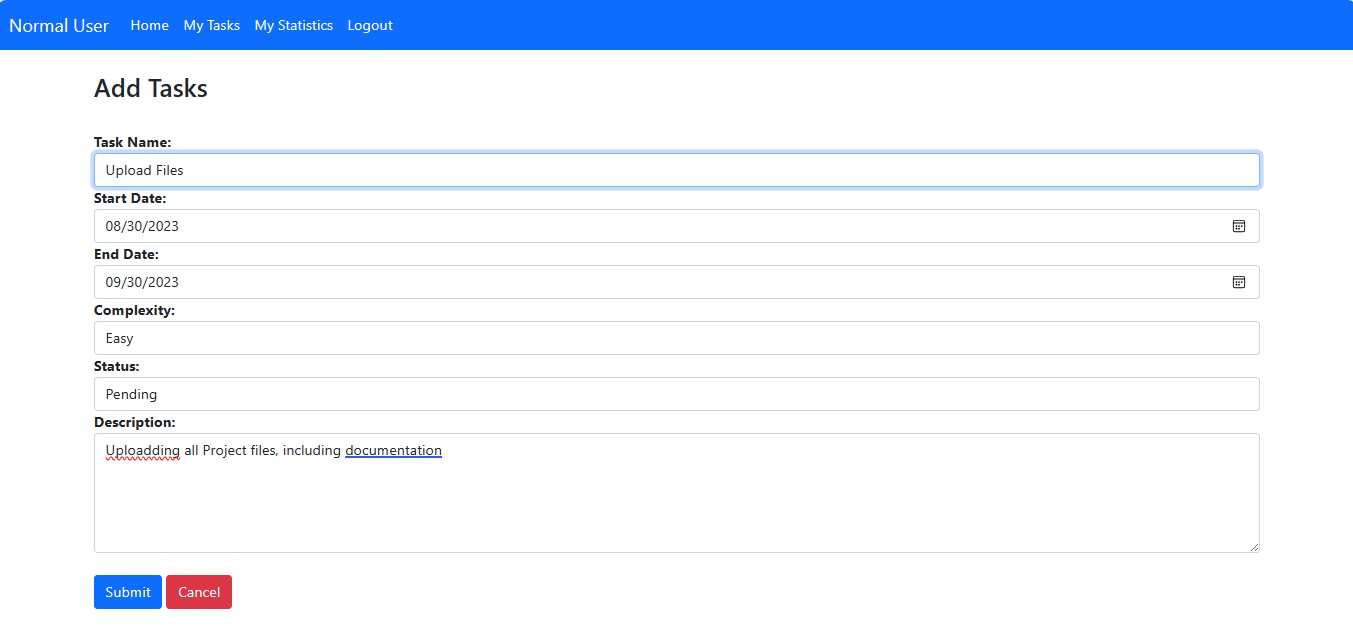 Normal User Home My Tasks My Statistics Logout
Add Tasks
Task Name:
Upload Files
Start Date:
08/30/2023
End Date:
09/30/2023
Complexity:
Easy
Status:
Pending
Description:
Uploadding all Project files, including documentation
Submit Cancel